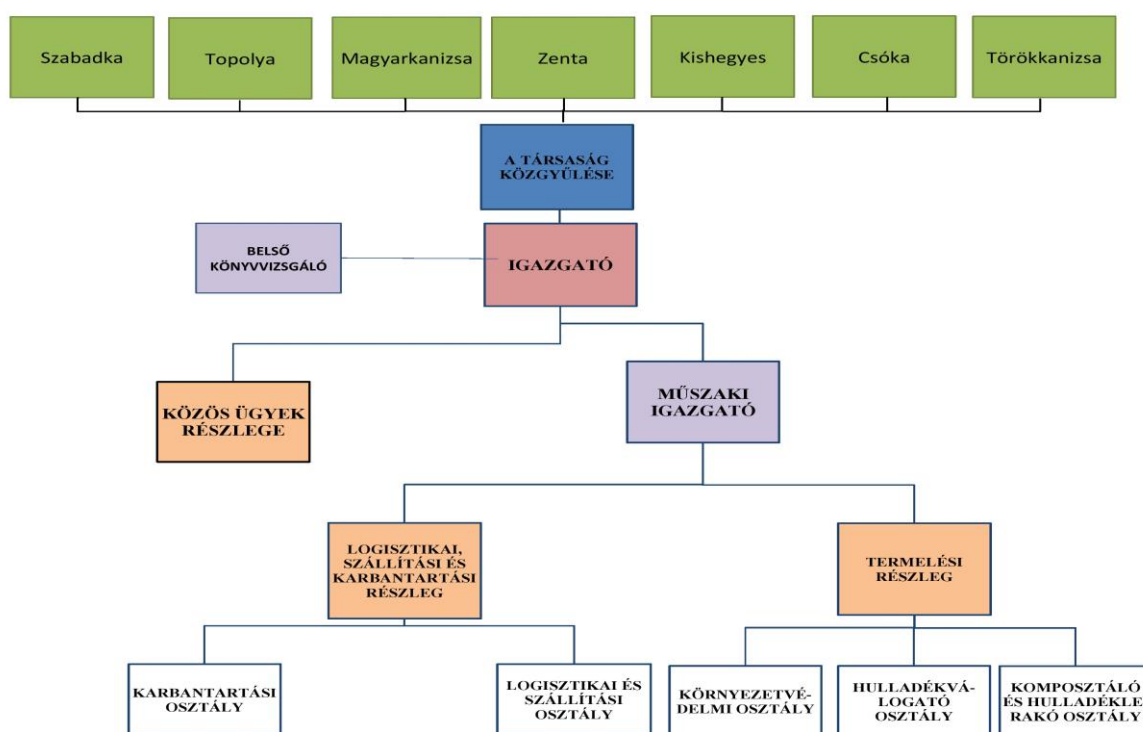 Szabadka
Topolya
Magyarkanizsa
Zenta
Kishegyes
Csóka
Törökkanizsa
A TÁRSASÁG
KÖZGYŰLÉSE
BELSŐ
KÖNYVVIZSGÁLÓ
IGAZGATÓ
KÖZÖS ÜGYEK
RÉSZLEGE
MŰSZAKI
IGAZGATÓ
LOGISZTIKAI,
SZÁLLÍTÁSI ÉS
KARBANTARTÁSI
RÉSZLEG
TERMELÉSI
RÉSZLEG
KARBANTARTÁSI
OSZTÁLY
LOGISZTIKAI ÉS
SZÁLLÍTÁSI
OSZTÁLY
KÖRNYEZETVÉ-
DELMI OSZTÁLY
HULLADÉKVÁ-
LOGATÓ
OSZTÁLY
KOMPOSZTÁLÓ
ÉS HULLADÉKLE-
RAKÓ OSZTÁLY